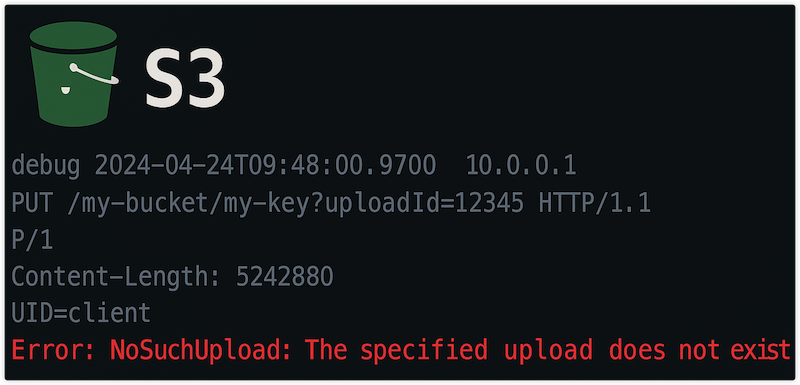 S3
debug 2024-04-24T09:48:00.9700 10.0.0.1
PUT /my-bucket/my-key?uploadId=12345 HTTP/1.1
P/1
Content-Length: 5242880
UID=client
Error: NoSuchUpload: The specified upload does not exist